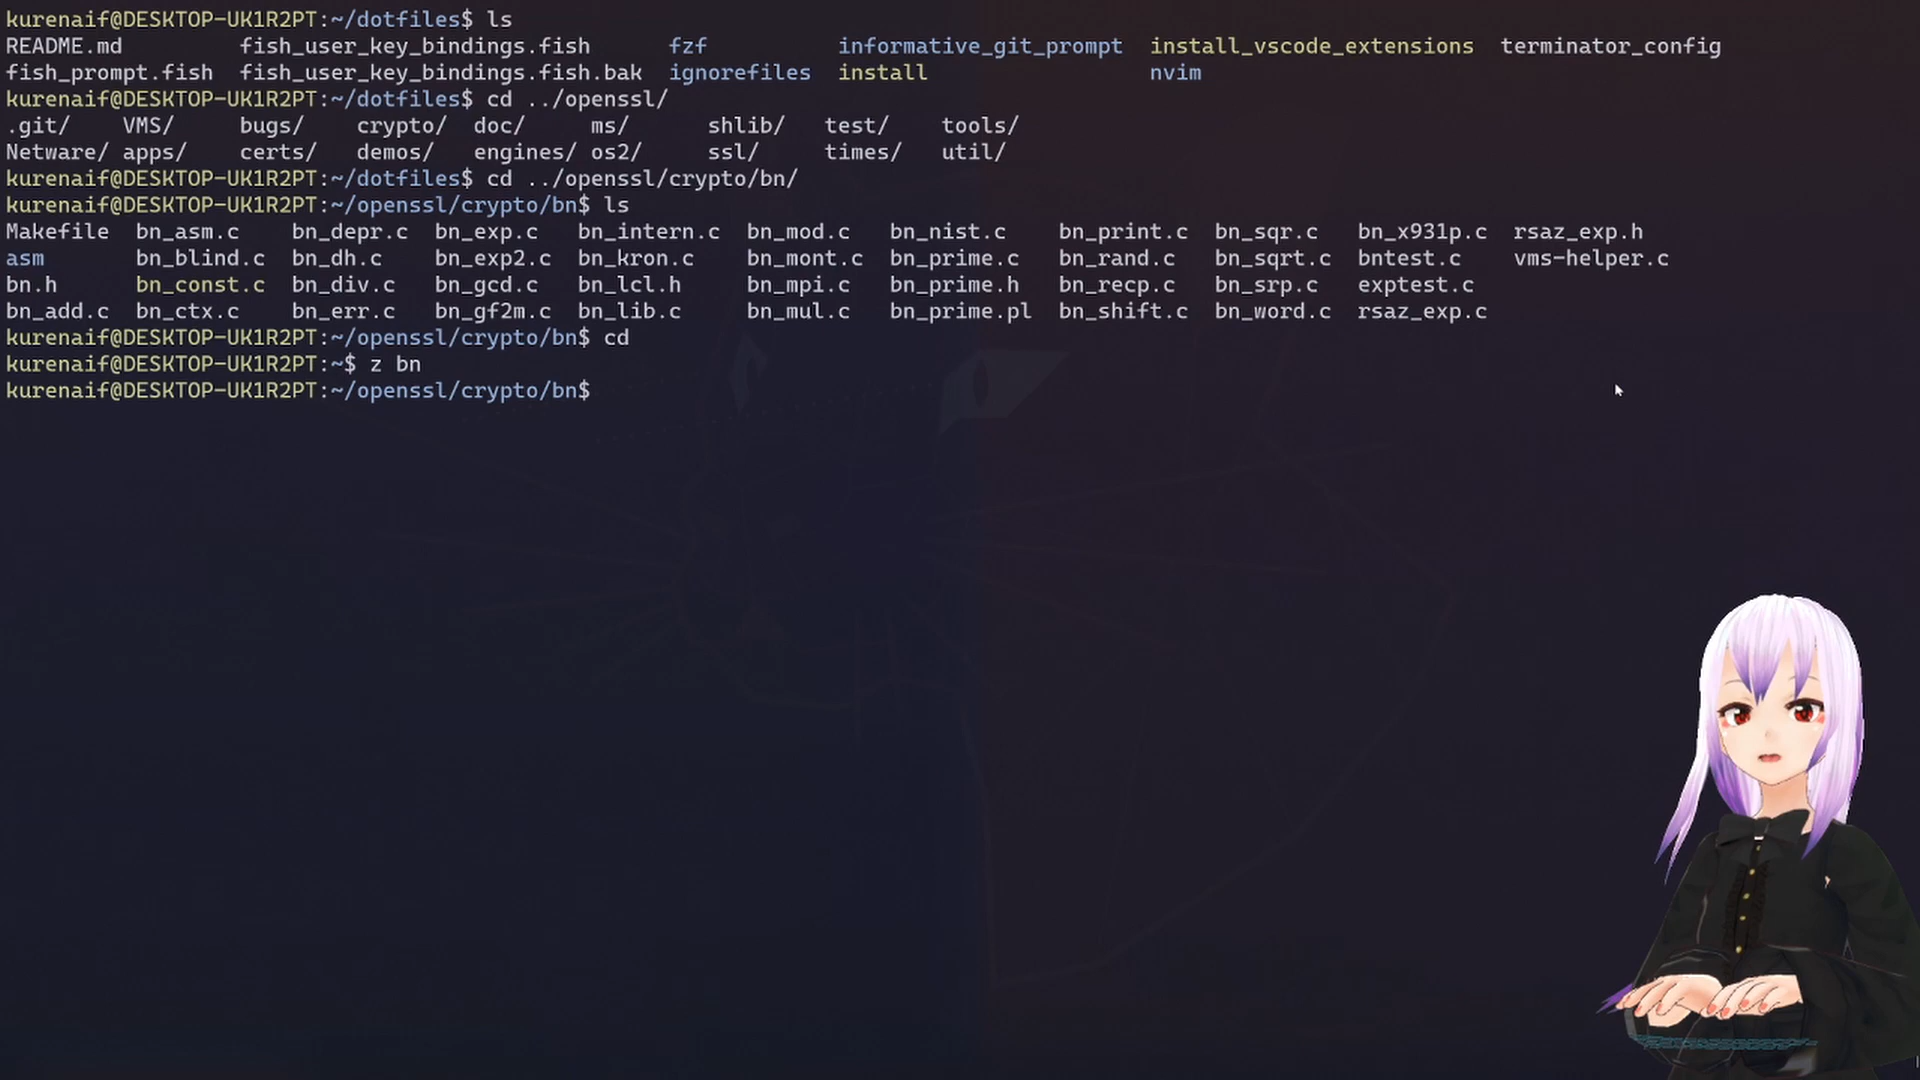 kurenaif@DESKTOP-UK1R2PT:~/dotfiles$ ls
README.md         fish_user_key_bindings.fish      fzf          informative_git_prompt  install_vscode_extensions  terminator_config
fish_prompt.fish  fish_user_key_bindings.fish.bak  ignorefiles  install                 nvim
kurenaif@DESKTOP-UK1R2PT:~/dotfiles$ cd ../openssl/
.git/    VMS/     bugs/    crypto/  doc/     ms/      shlib/   test/    tools/
Netware/ apps/    certs/   demos/   engines/ os2/     ssl/     times/   util/
kurenaif@DESKTOP-UK1R2PT:~/dotfiles$ cd ../openssl/crypto/bn/
kurenaif@DESKTOP-UK1R2PT:~/openssl/crypto/bn$ ls
Makefile  bn_asm.c    bn_depr.c  bn_exp.c   bn_intern.c  bn_mod.c   bn_nist.c    bn_print.c  bn_sqr.c   bn_x931p.c  rsaz_exp.h
asm       bn_blind.c  bn_dh.c    bn_exp2.c  bn_kron.c    bn_mont.c  bn_prime.c   bn_rand.c   bn_sqrt.c  bntest.c    vms-helper.c
bn.h      bn_const.c  bn_div.c   bn_gcd.c   bn_lcl.h     bn_mpi.c   bn_prime.h   bn_recp.c   bn_srp.c   exptest.c
bn_add.c  bn_ctx.c    bn_err.c   bn_gf2m.c  bn_lib.c     bn_mul.c   bn_prime.pl  bn_shift.c  bn_word.c  rsaz_exp.c
kurenaif@DESKTOP-UK1R2PT:~/openssl/crypto/bn$ cd
kurenaif@DESKTOP-UK1R2PT:~$ z bn
kurenaif@DESKTOP-UK1R2PT:~/openssl/crypto/bn$